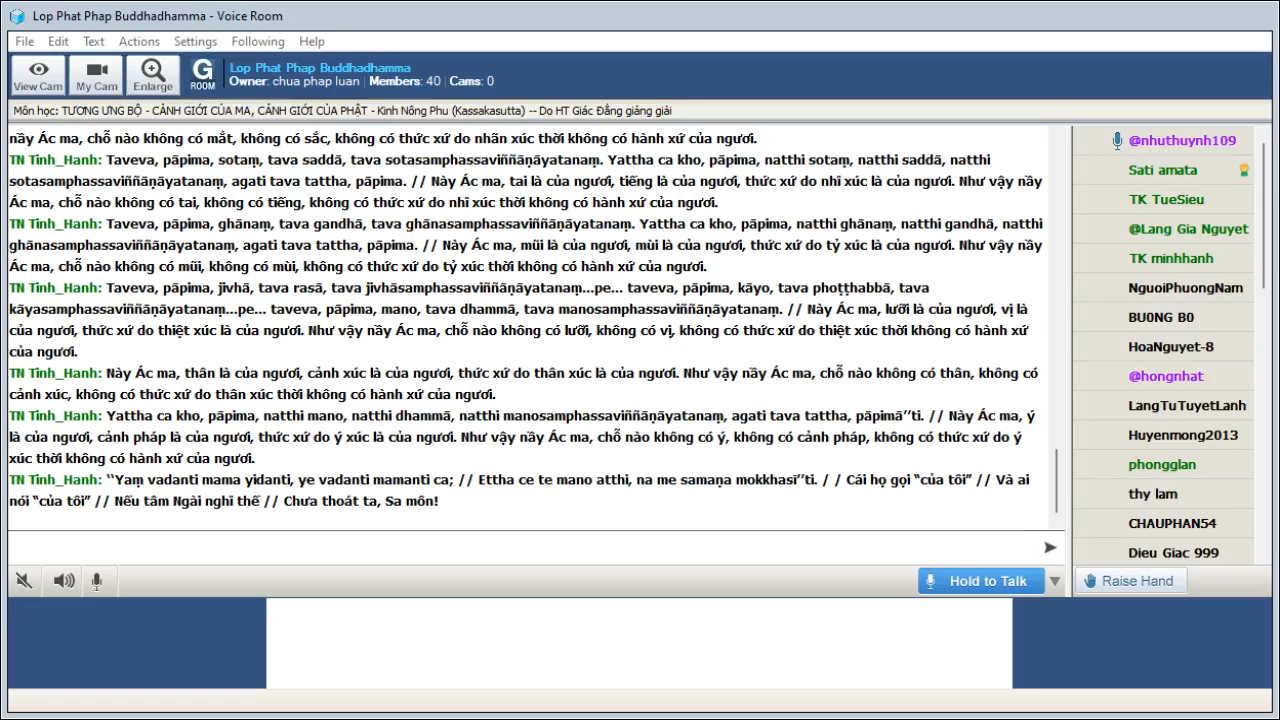 Lop Phat Phap Buddhadhamma - Voice Room
File Edit Text Actions Settings Following Help
View Cam My Cam Enlarge G ROOM
Lop Phat Phap Buddhadhamma
Owner: chua phap luan Members: 40 Cams: 0
Môn học: TƯƠNG ƯNG BỘ - CẢNH GIỚI CỦA MA, CẢNH GIỚI CỦA PHẬT - Kinh Nông Phu (Kassakasutta) -- Do HT Giác Đẳng giảng giải
nầy Ác ma, chỗ nào không có mắt, không có sắc, không có thức xứ do nhãn xúc thời không có hành xứ của ngươi.
TN Tinh_Hanh: Taveva, pāpima, sotaṃ, tava saddā, tava sotasamphassaviññāṇāyatanaṃ. Yattha ca kho, pāpima, natthi sotaṃ, natthi saddā, natthi
sotasamphassaviññāṇāyatanaṃ, agati tava tattha, pāpima. // Này Ác ma, tai là của ngươi, tiếng là của ngươi, thức xứ do nhĩ xúc là của ngươi. Như vậy nầy
Ác ma, chỗ nào không có tai, không có tiếng, không có thức xứ do nhĩ xúc thời không có hành xứ của ngươi.
TN Tinh_Hanh: Taveva, pāpima, ghānaṃ, tava gandhā, tava ghānasamphassaviññāṇāyatanaṃ. Yattha ca kho, pāpima, natthi ghānaṃ, natthi gandhā, natthi
ghānasamphassaviññāṇāyatanaṃ, agati tava tattha, pāpima. // Này Ác ma, mũi là của ngươi, mùi là của ngươi, thức xứ do tỷ xúc là của ngươi. Như vậy nầy
Ác ma, chỗ nào không có mũi, không có mùi, không có thức xứ do tỷ xúc thời không có hành xứ của ngươi.
TN Tinh_Hanh: Taveva, pāpima, jivhā, tava rasā, tava jivhāsamphassaviññāṇāyatanaṃ...pe... taveva, pāpima, kāyo, tava phoṭṭhabbā, tava
kāyasamphassaviññāṇāyatanaṃ...pe... taveva, pāpima, mano, tava dhammā, tava manosamphassaviññāṇāyatanaṃ. // Này Ác ma, lưỡi là của ngươi, vị là
của ngươi, thức xứ do thiệt xúc là của ngươi. Như vậy nầy Ác ma, chỗ nào không có lưỡi, không có vị, không có thức xứ do thiệt xúc thời không có hành xứ
của ngươi.
TN Tinh_Hanh: Này Ác ma, thân là của ngươi, cảnh xúc là của ngươi, thức xứ do thân xúc là của ngươi. Như vậy nầy Ác ma, chỗ nào không có thân, không có
cảnh xúc, không có thức xứ do thân xúc thời không có hành xứ của ngươi.
TN Tinh_Hanh: Yattha ca kho, pāpima, natthi mano, natthi dhammā, natthi manosamphassaviññāṇāyatanaṃ, agati tava tattha, pāpimā’’ti. // Này Ác ma, ý
là của ngươi, cảnh pháp là của ngươi, thức xứ do ý xúc là của ngươi. Như vậy nầy Ác ma, chỗ nào không có ý, không có cảnh pháp, không có thức xứ do ý
xúc thời không có hành xứ của ngươi.
TN Tinh_Hanh: ‘‘Yaṃ vadanti mama yidanti, ye vadanti mamanti ca; // Ettha ce te mano atthi, na me samaṇa mokkhasī’’ti. / / Cái họ gọi “của tôi” // Và ai
nói “của tôi” // Nếu tâm Ngài nghĩ thế // Chưa thoát ta, Sa môn!
Hold to Talk
@nhuthuynh109
Sati amata
TK TueSieu
@Lang Gia Nguyet
TK minhhanh
NguoiPhuongNam
BU0NG B0
HoaNguyet-8
@hongnhat
LangTuTuyetLanh
Huyenmong2013
phongglan
thy lam
CHAUPHAN54
Dieu Giac 999
Raise Hand